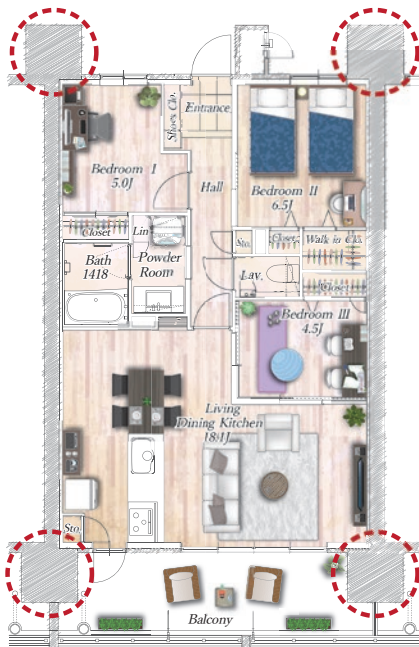 Entrance
Shoes Clo.
Bedroom I
5.0J
Hall
Bedroom II
6.5J
Closet
Lin
Sto.
Closet
Walk in Clo.
Bath
1418
Powder
Room
Lav.
Closet
Bedroom III
4.5J
Living
Dining Kitchen
18.1J
Sto.
Balcony